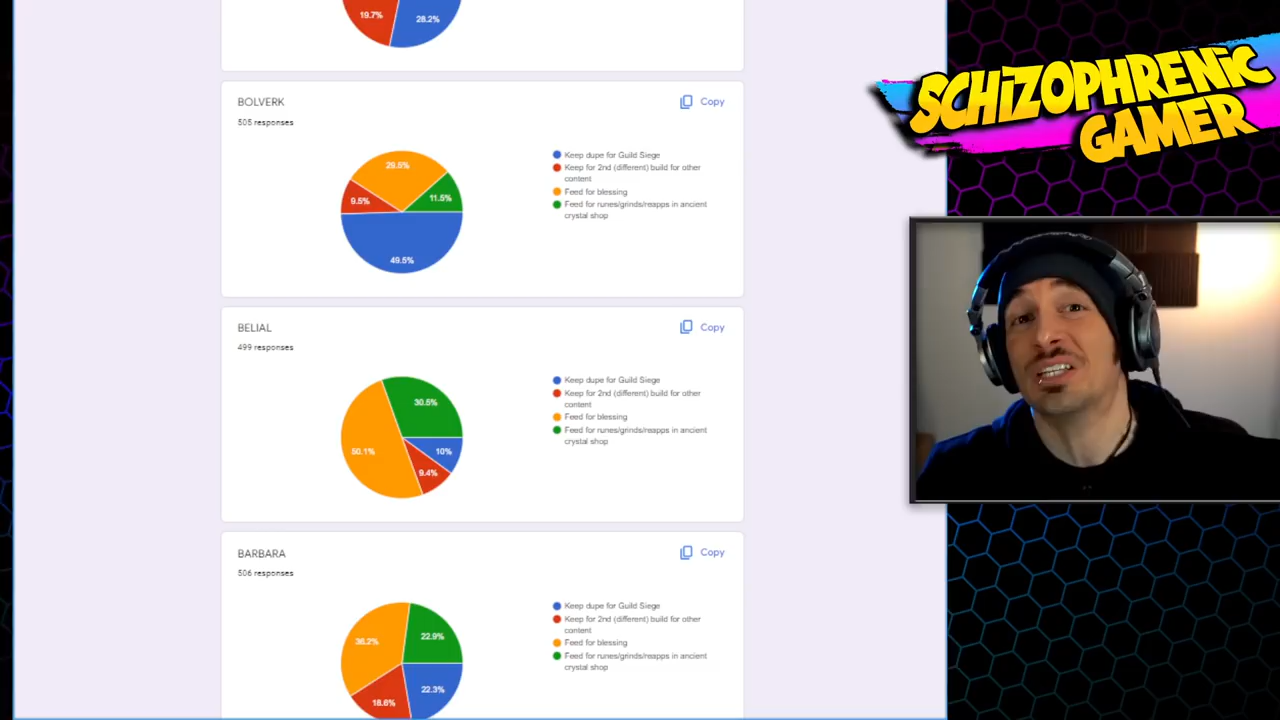 19.7%
28.2%
SCHIZOPHRENIC
GAMER
BOLVERK
Copy
505 responses
Keep dupe for Guild Siege
Keep for 2nd (different) build for other
content
Feed for blessing
Feed for runes/grinds/reapps in ancient
crystal shop
29.5%
9.5%
11.5%
49.5%
BELIAL
Copy
499 responses
Keep dupe for Guild Siege
Keep for 2nd (different) build for other
content
Feed for blessing
Feed for runes/grinds/reapps in ancient
crystal shop
30.5%
50.1%
10%
9.4%
BARBARA
Copy
506 responses
Keep dupe for Guild Siege
Keep for 2nd (different) build for other
content
Feed for blessing
Feed for runes/grinds/reapps in ancient
crystal shop
36.2%
22.9%
22.3%
18.6%